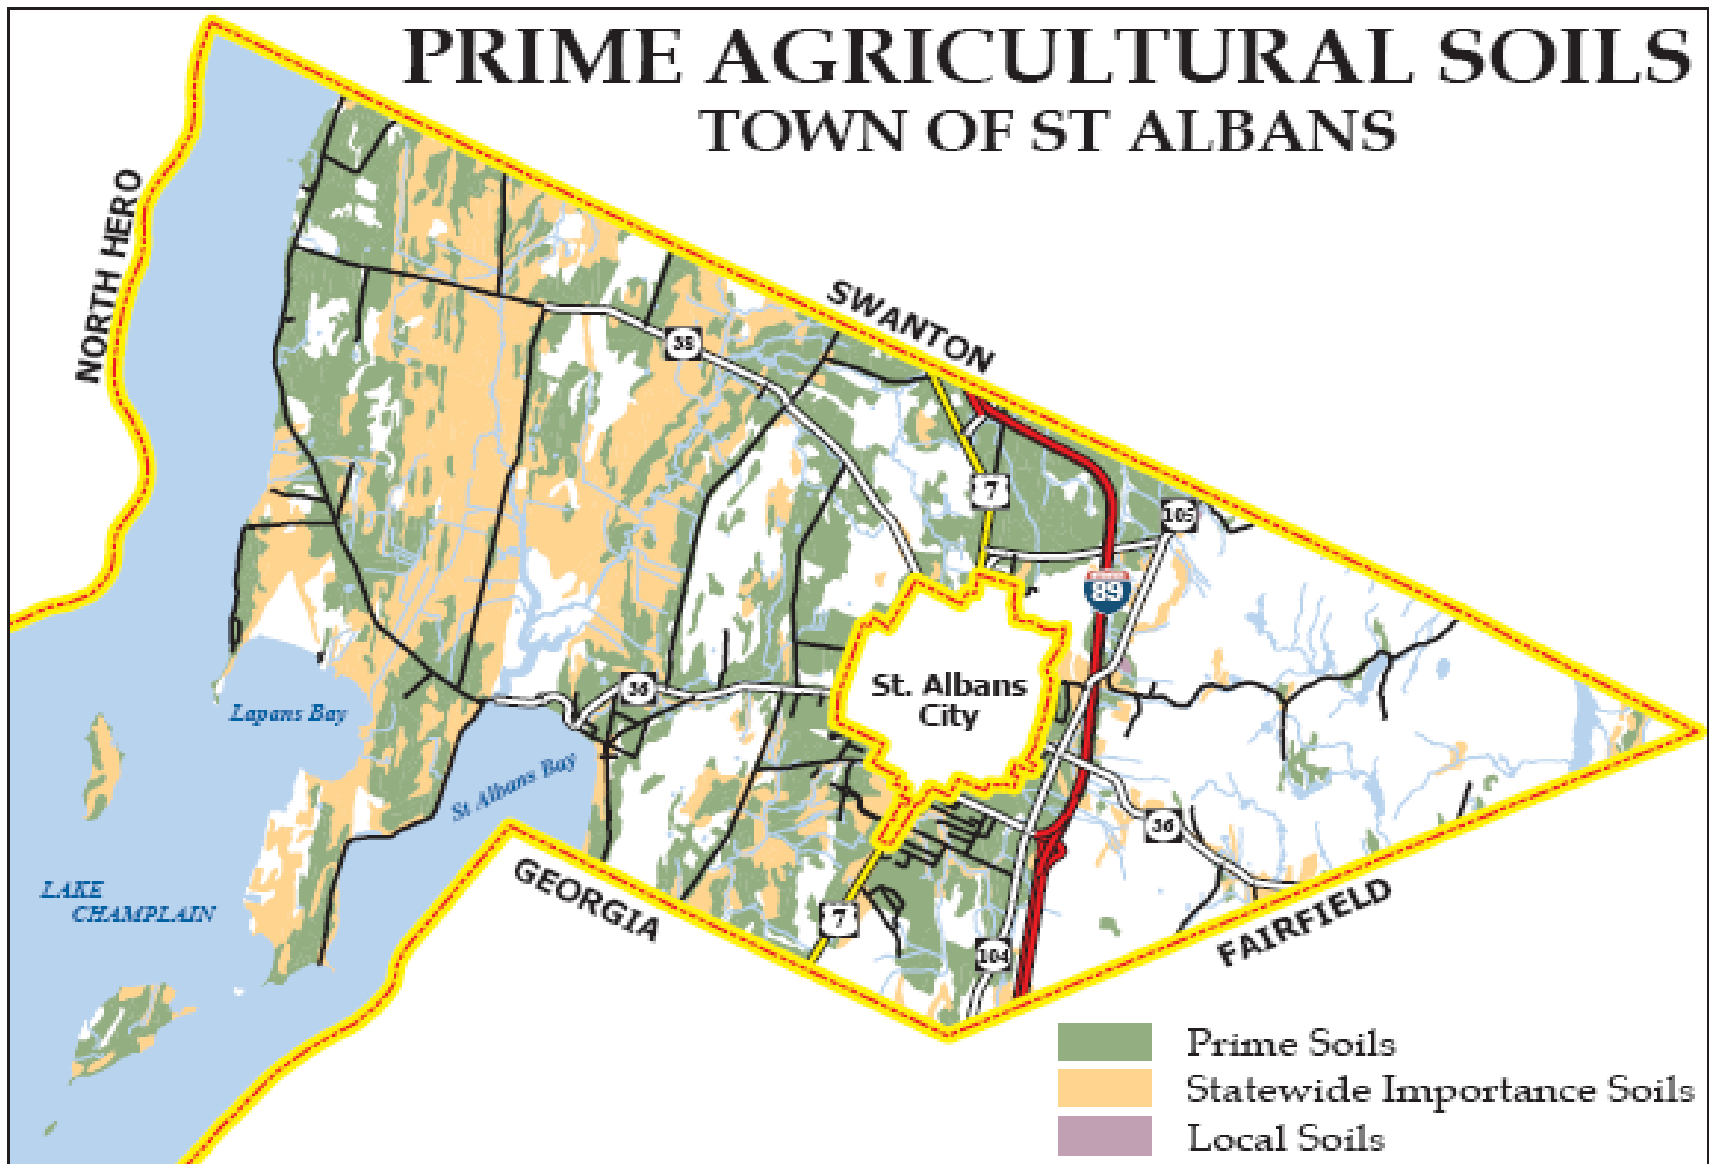 PRIME AGRICULTURAL SOILS
TOWN OF ST ALBANS
NORTH HERO
SWANTON
38
7
105
89
St. Albans
City
36
Lapans Bay
St Albans Bay
36
LAKE
CHAMPLAIN
GEORGIA
7
104
FAIRFIELD
Prime Soils
Statewide Importance Soils
Local Soils